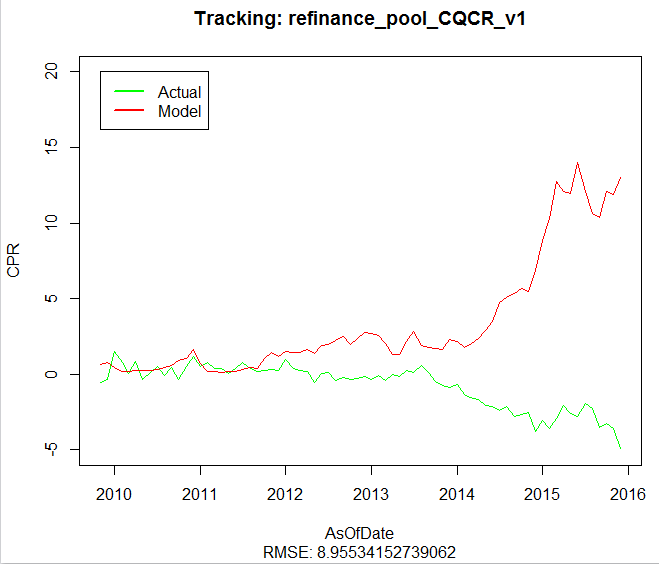 Tracking: refinance_pool_CQCR_v1
20
15
10
5
0
-5
CPR
Actual
Model
2010 2011 2012 2013 2014 2015 2016
AsOfDate
RMSE: 8.95534152739062